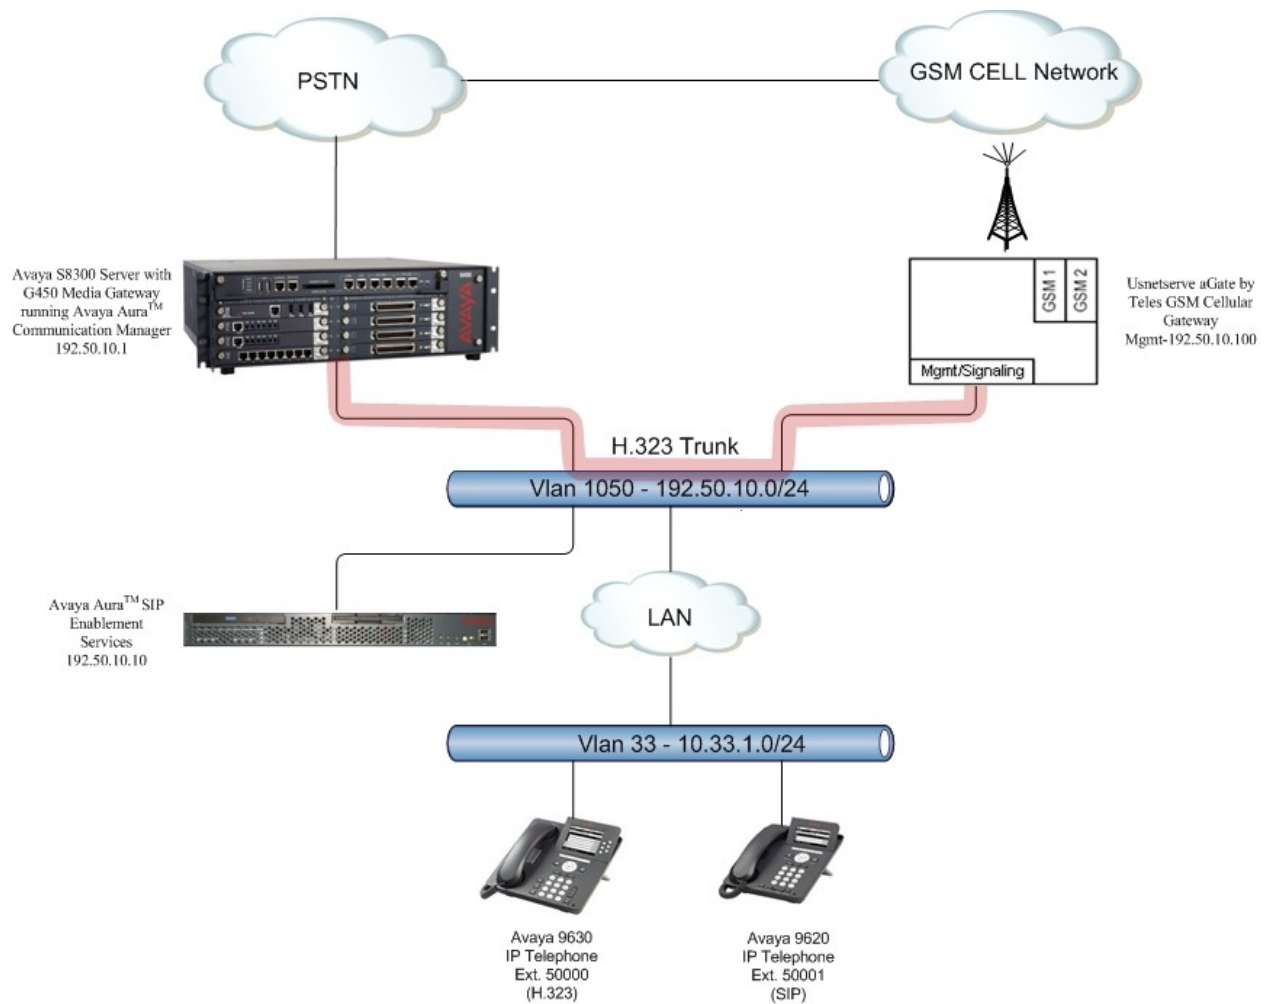 PSTN
GSM CELL Network
Avaya S8300 Server with
G450 Media Gateway
running Avaya Aura™
Communication Manager
192.50.10.1
AVAYA
GSM 1
GSM 2
Usnetserve aGate by
Teles GSM Cellular
Gateway
Mgmt-192.50.10.100
Mgmt/Signaling
H.323 Trunk
Vlan 1050 - 192.50.10.0/24
Avaya Aura™ SIP
Enablement
Services
192.50.10.10
LAN
Vlan 33 - 10.33.1.0/24
Avaya 9630
IP Telephone
Ext. 50000
(H.323)
Avaya 9620
IP Telephone
Ext. 50001
(SIP)